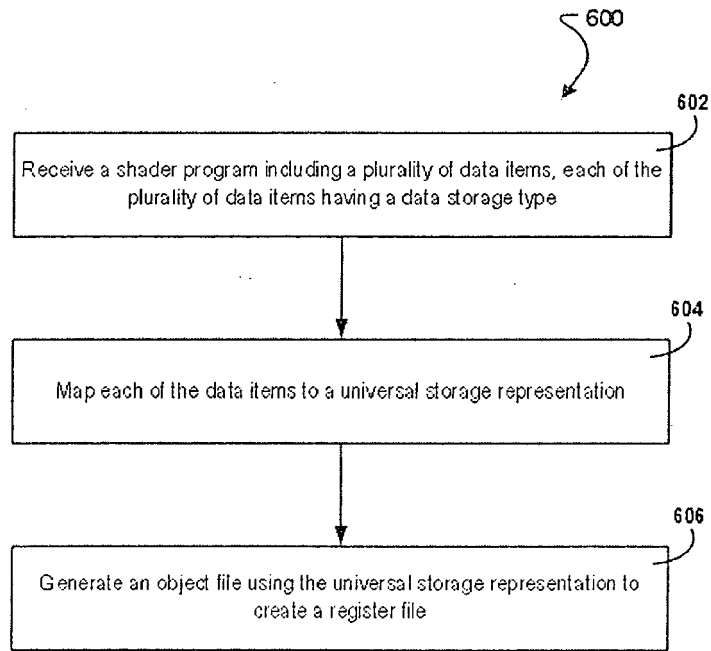 600
602
Receive a shader program including a plurality of data items, each of the
plurality of data items having a data storage type
604
Map each of the data items to a universal storage representation
606
Generate an object file using the universal storage representation to
create a register file